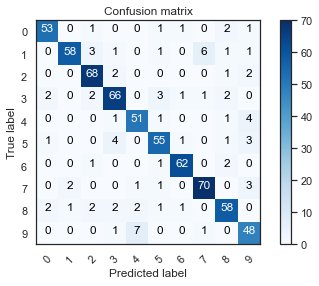 Confusion matrix
0 53 0 1 0 0 1 1 0 2 1
1 0 58 3 1 0 1 0 6 1 1
2 0 0 68 2 0 0 0 0 1 2
3 2 0 2 66 0 3 1 1 2 0
4 0 0 0 1 51 1 0 0 1 4
5 1 0 0 4 0 55 1 0 1 3
6 0 0 1 0 0 1 62 0 2 0
7 0 2 0 0 1 0 0 70 0 3
8 2 1 2 2 2 1 1 0 58 0
9 0 0 0 1 7 0 0 1 0 48
0 1 2 3 4 5 6 7 8 9
True label
Predicted label
70
60
50
40
30
20
10
0